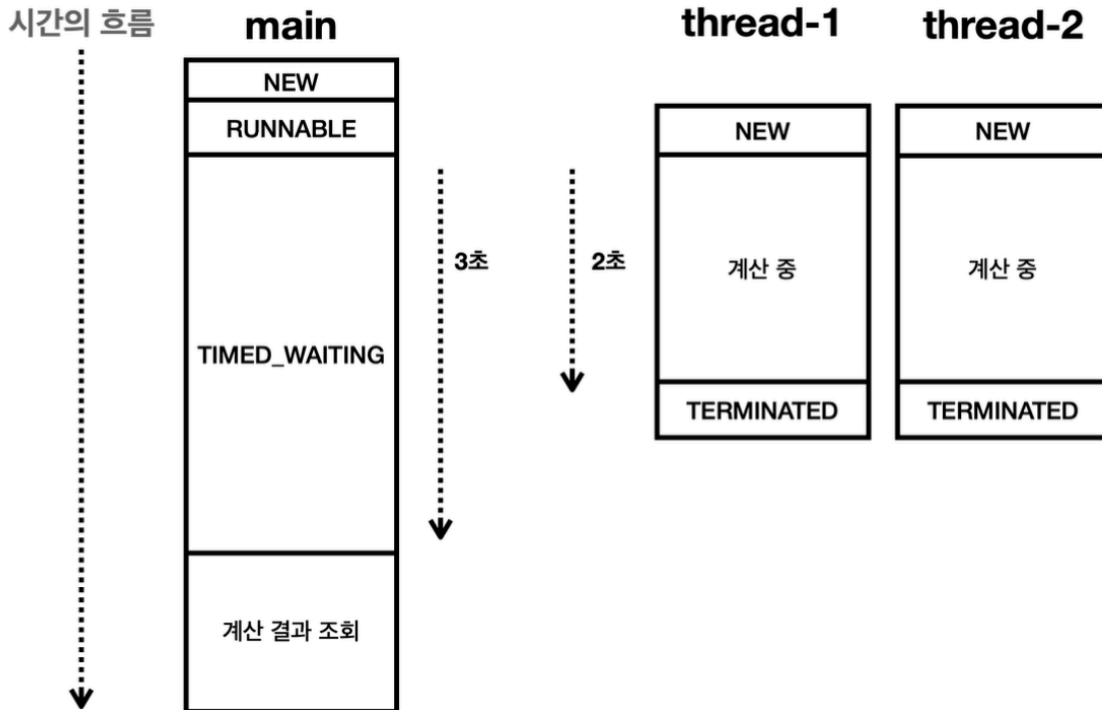 시간의 흐름
main
thread-1
thread-2
NEW
RUNNABLE
TIMED_WAITING
계산 결과 조회
3초
2초
NEW
계산 중
TERMINATED
NEW
계산 중
TERMINATED